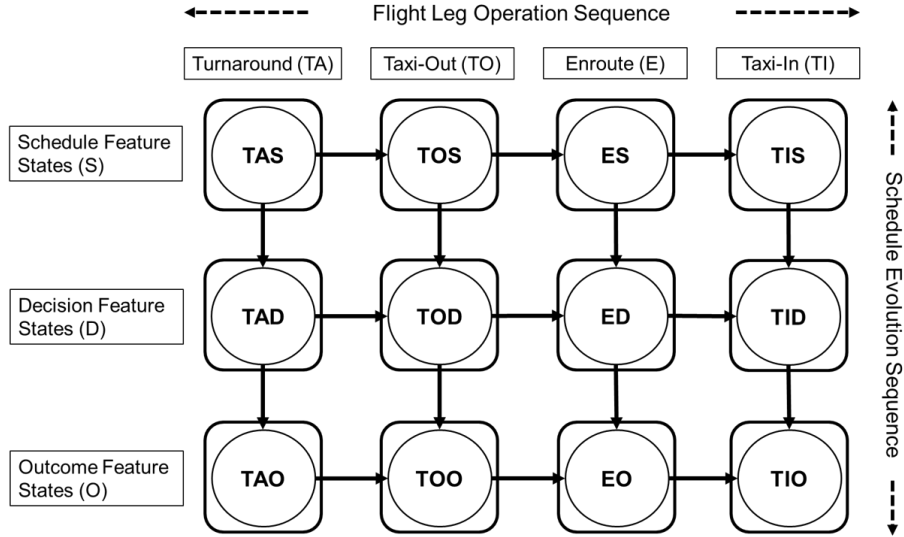 Flight Leg Operation Sequence
Turnaround (TA)
Taxi-Out (TO)
Enroute (E)
Taxi-In (TI)
Schedule Feature
States (S)
TAS
TOS
ES
TIS
Decision Feature
States (D)
TAD
TOD
ED
TID
Outcome Feature
States (O)
TAO
TOO
EO
TIO
Schedule Evolution Sequence